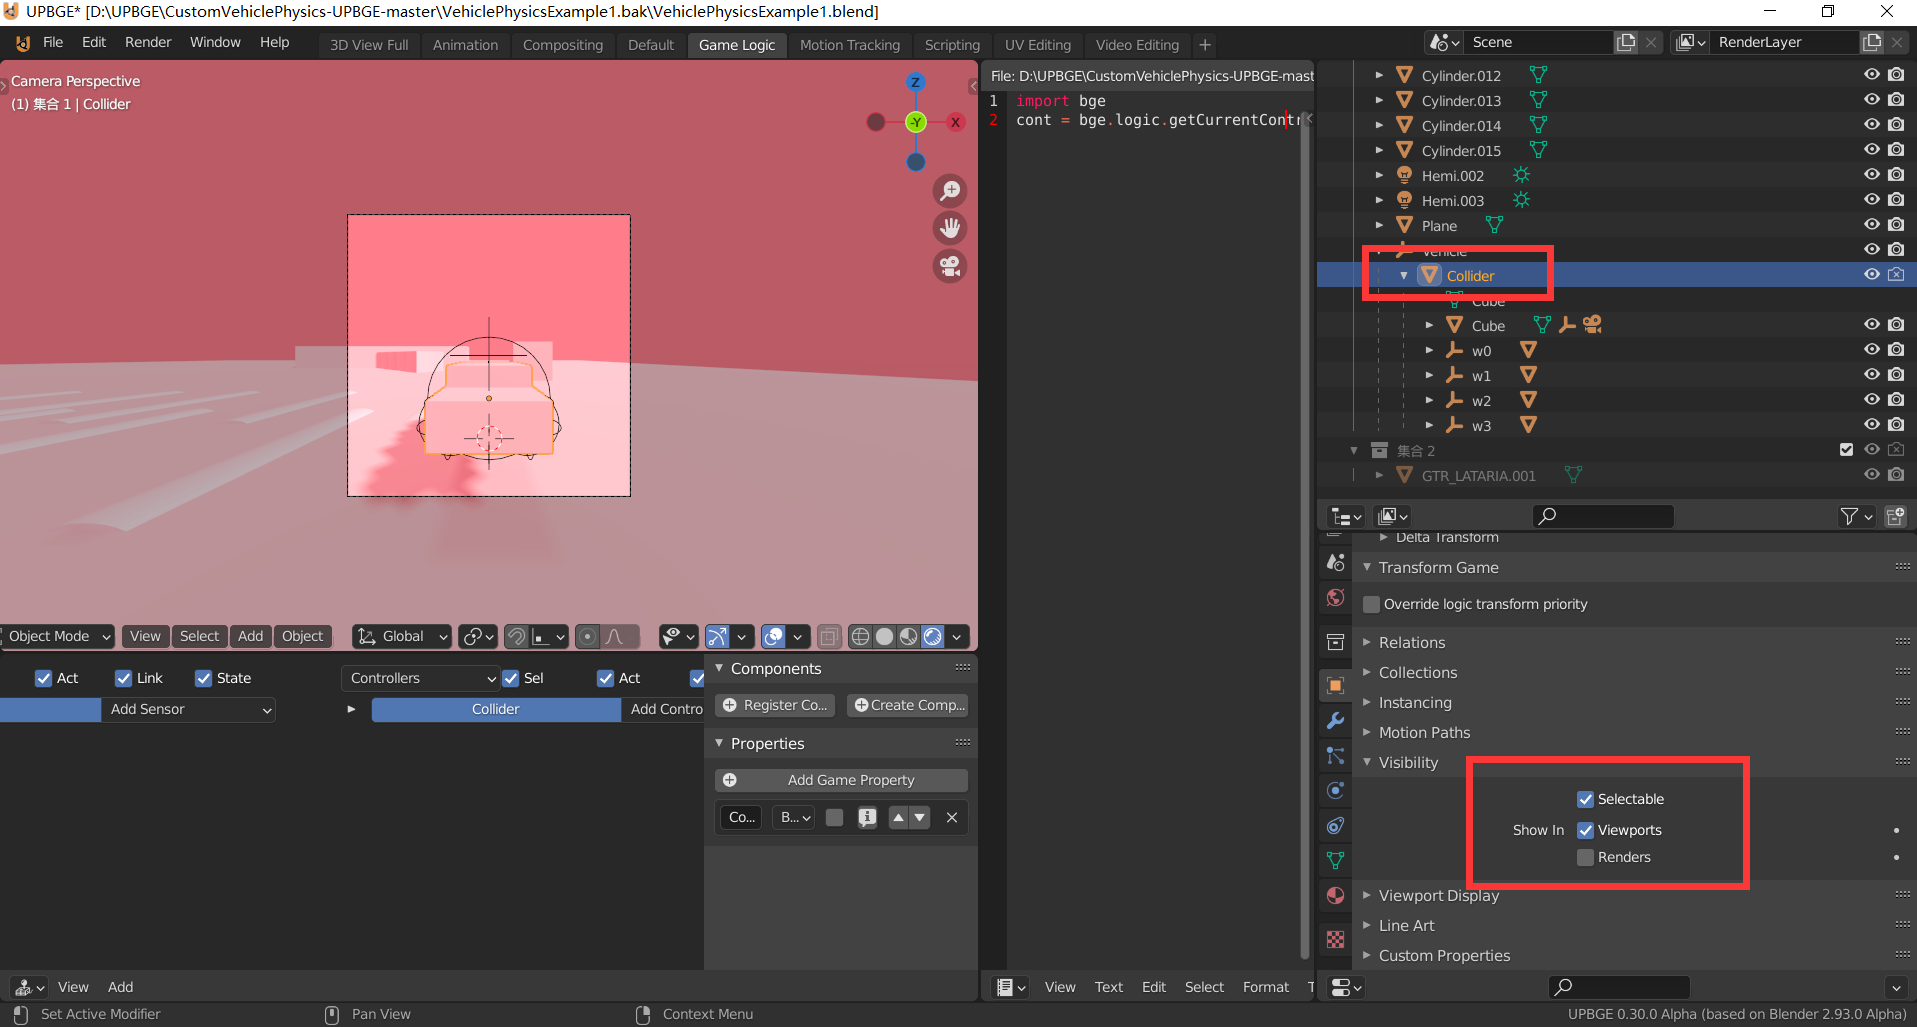 UPBGE* [D:\UPBGE\CustomVehiclePhysics-UPBGE-master\VehiclePhysicsExample1.bak\VehiclePhysicsExample1.blend]
File Edit Render Window Help
3D View Full Animation Compositing Default Game Logic Motion Tracking Scripting UV Editing Video Editing +
Scene RenderLayer
Camera Perspective
(1) 集合 1 | Collider
Z
-Y X
File: D:\UPBGE\CustomVehiclePhysics-UPBGE-mast
1 import bge
2 cont = bge.logic.getCurrentContr
Cylinder.012
Cylinder.013
Cylinder.014
Cylinder.015
Hemi.002
Hemi.003
Plane
Vehicle
Collider
Cube
Cube
w0
w1
w2
w3
集合 2
GTR_LATARIA.001
Object Mode View Select Add Object Global
Delta Transform
Transform Game
Override logic transform priority
Relations
Collections
Instancing
Motion Paths
Visibility
Selectable
Show In Viewports
Renders
Viewport Display
Line Art
Custom Properties
Act Link State Controllers Sel Act
Add Sensor Collider Add Contro
Components
Register Co... Create Comp...
Properties
Add Game Property
Co... B...
View Add
View Text Edit Select Format T
Set Active Modifier Pan View Context Menu
UPBGE 0.30.0 Alpha (based on Blender 2.93.0 Alpha)